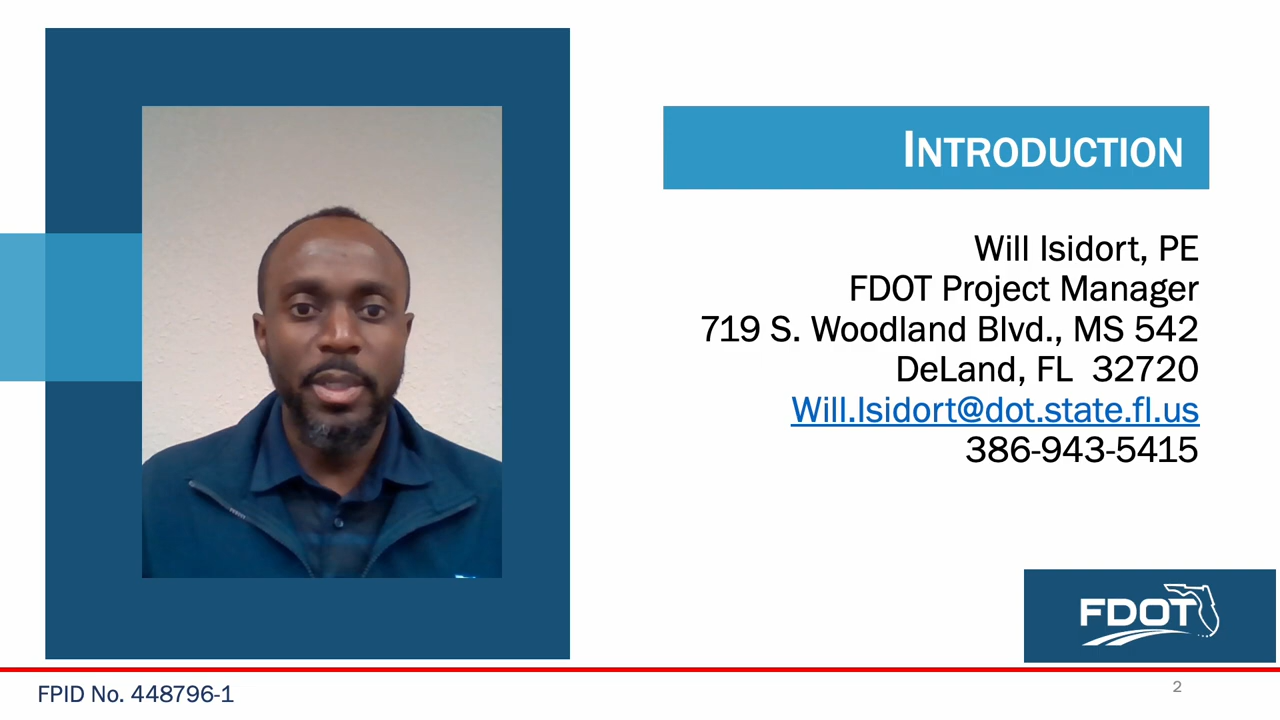 INTRODUCTION
Will Isidort, PE
FDOT Project Manager
719 S. Woodland Blvd., MS 542
DeLand, FL  32720
Will.Isidort@dot.state.fl.us
386-943-5415
FDOT
FPID No. 448796-1
2